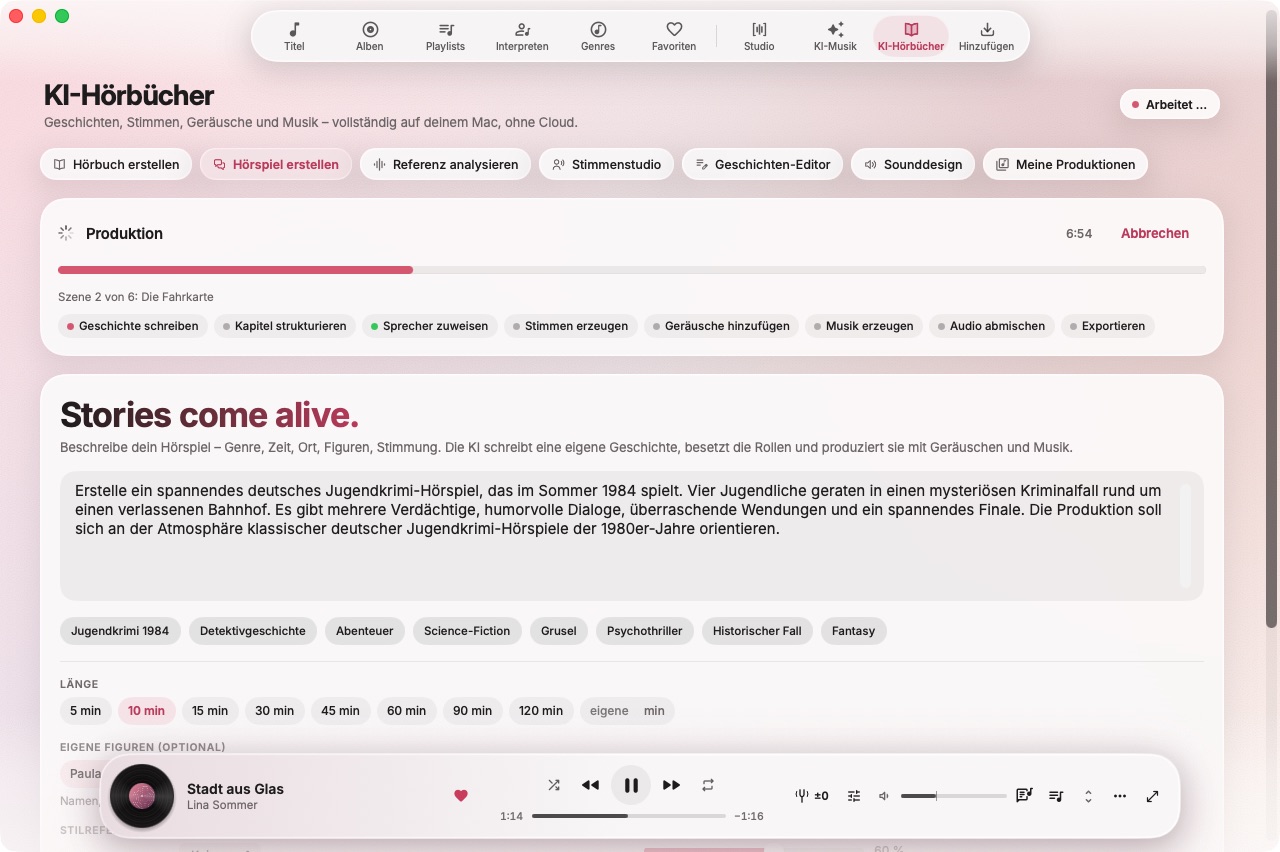 Titel
Alben
Playlists
Interpreten
Genres
Favoriten
Studio
KI-Musik
KI-Hörbücher
Hinzufügen
KI-Hörbücher
Geschichten, Stimmen, Geräusche und Musik – vollständig auf deinem Mac, ohne Cloud.
Arbeitet ...
Hörbuch erstellen
Hörspiel erstellen
Referenz analysieren
Stimmenstudio
Geschichten-Editor
Sounddesign
Meine Produktionen
Produktion
6:54
Abbrechen
Szene 2 von 6: Die Fahrkarte
Geschichte schreiben
Kapitel strukturieren
Sprecher zuweisen
Stimmen erzeugen
Geräusche hinzufügen
Musik erzeugen
Audio abmischen
Exportieren
Stories come alive.
Beschreibe dein Hörspiel – Genre, Zeit, Ort, Figuren, Stimmung. Die KI schreibt eine eigene Geschichte, besetzt die Rollen und produziert sie mit Geräuschen und Musik.
Erstelle ein spannendes deutsches Jugendkrimi-Hörspiel, das im Sommer 1984 spielt. Vier Jugendliche geraten in einen mysteriösen Kriminalfall rund um
einen verlassenen Bahnhof. Es gibt mehrere Verdächtige, humorvolle Dialoge, überraschende Wendungen und ein spannendes Finale. Die Produktion soll
sich an der Atmosphäre klassischer deutscher Jugendkrimi-Hörspiele der 1980er-Jahre orientieren.
Jugendkrimi 1984
Detektivgeschichte
Abenteuer
Science-Fiction
Grusel
Psychothriller
Historischer Fall
Fantasy
LÄNGE
5 min
10 min
15 min
30 min
45 min
60 min
90 min
120 min
eigene min
EIGENE FIGUREN (OPTIONAL)
Paula
Namen,
Stadt aus Glas
Lina Sommer
1:14
−1:16
±0
60 %